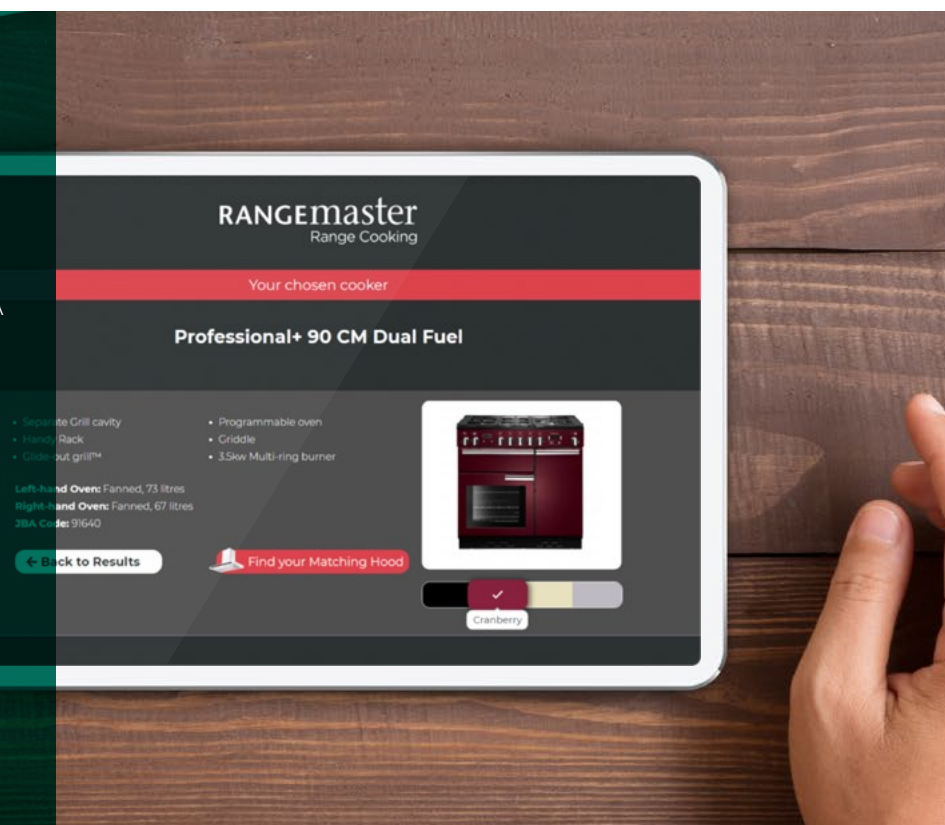 RANGEmaster
Range Cooking
Your chosen cooker
Professional+ 90 CM Dual Fuel
• Separate Grill cavity
• Handy Rack
• Glide-out grill™
• Programmable oven
• Griddle
• 3.5kw Multi-ring burner
Left-hand Oven: Fanned, 73 litres
Right-hand Oven: Fanned, 67 litres
JBA Code: 91640
← Back to Results
Find your Matching Hood
Cranberry